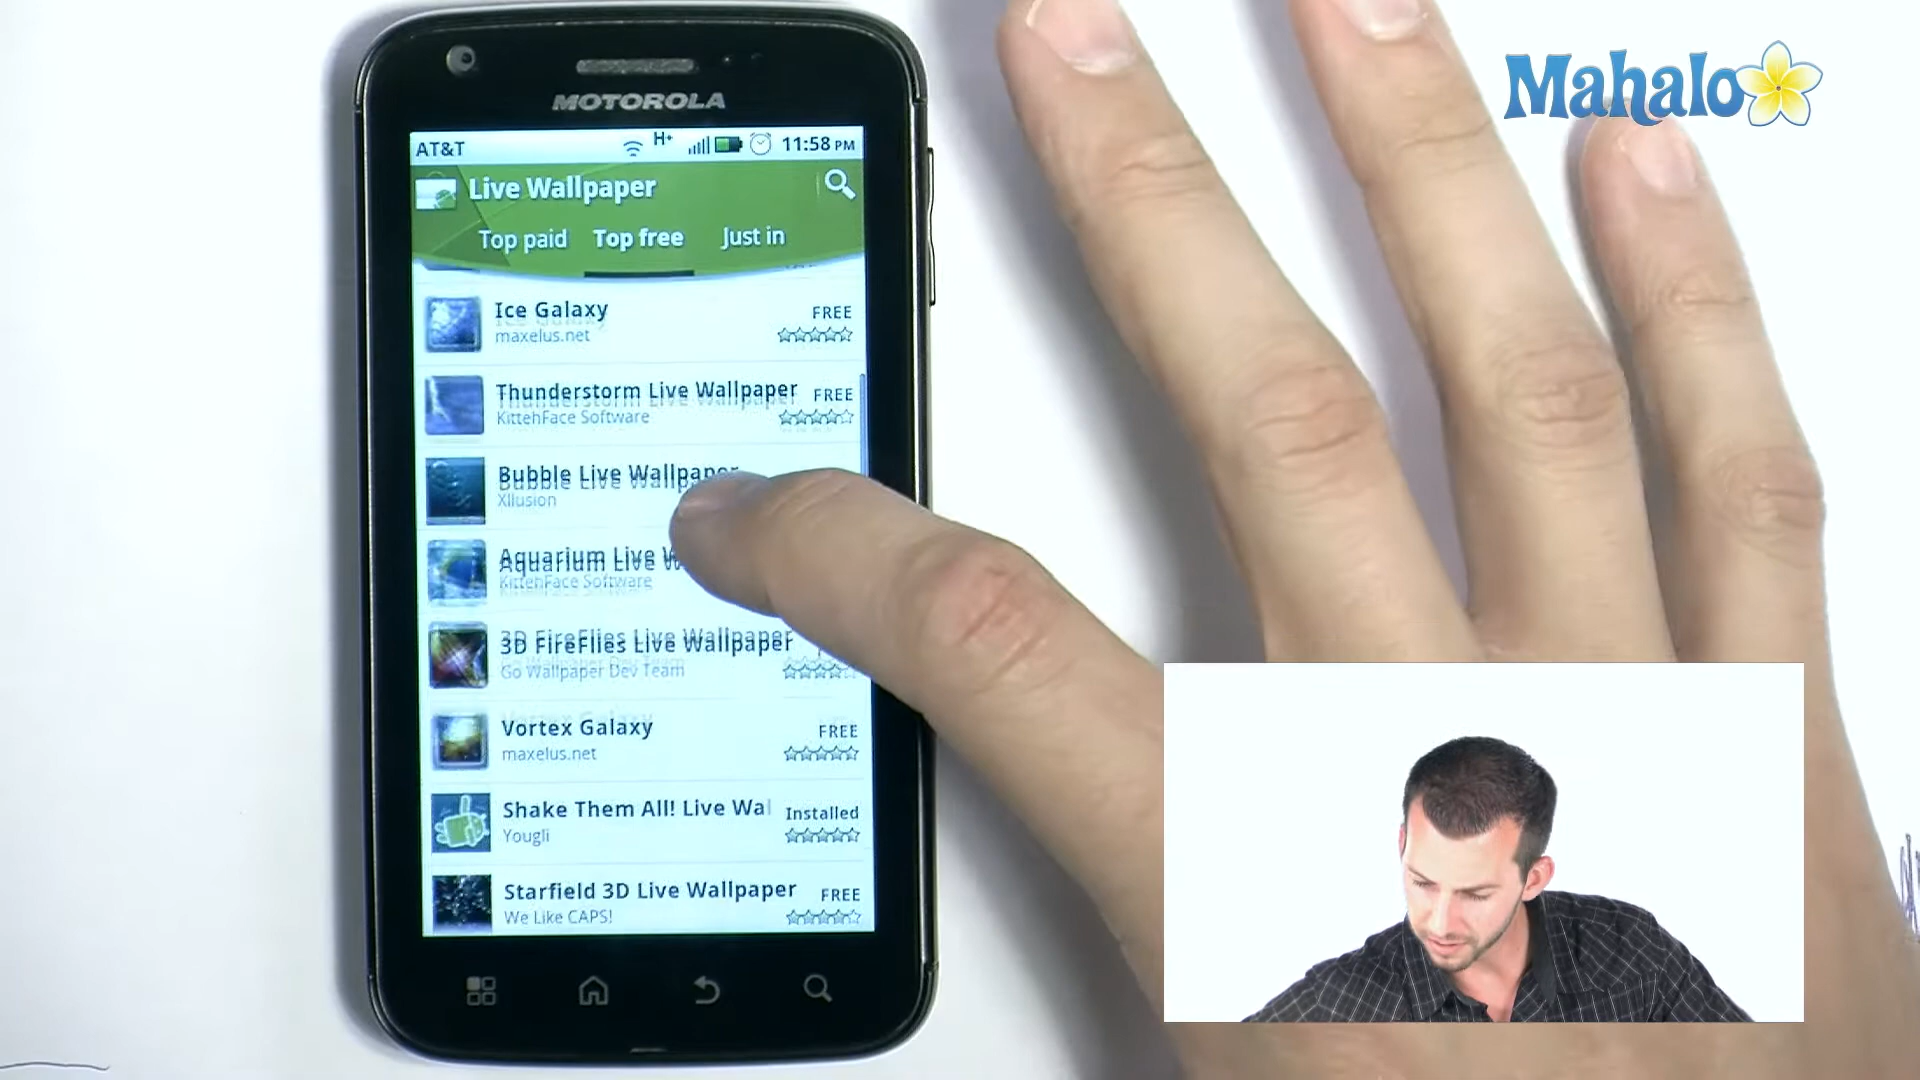 Mahalo
MOTOROLA
AT&T H+ 11:58 PM
Live Wallpaper
Top paid Top free Just in
Ice Galaxy FREE
maxelus.net
Thunderstorm Live Wallpaper FREE
KittehFace Software
Bubble Live Wallpaper
Xllusion
Aquarium Live W
KittehFace Software
3D FireFlies Live Wallpaper
Go Wallpaper Dev Team
Vortex Galaxy FREE
maxelus.net
Shake Them All! Live Wal Installed
Yougli
Starfield 3D Live Wallpaper FREE
We Like CAPS!